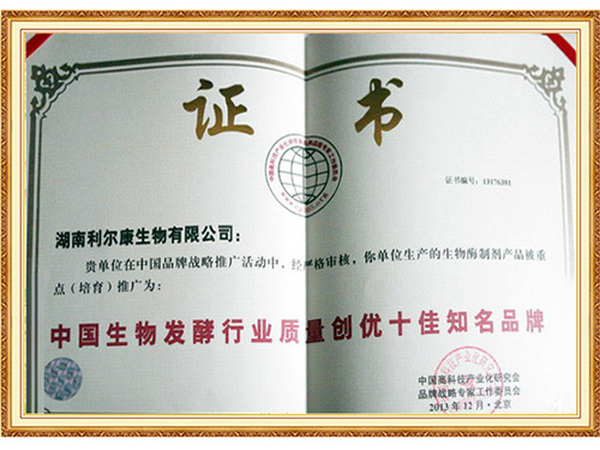 证 书
证书编号：13176381
湖南利尔康生物有限公司：
贵单位在中国品牌战略推广活动中，经严格审核，你单位生产的生物酶制剂产品被重
点（培育）推广为：
中国生物发酵行业质量创优十佳知名品牌
中国高科技产业化研究会
品牌战略专家工作委员会
2013年12月·北京